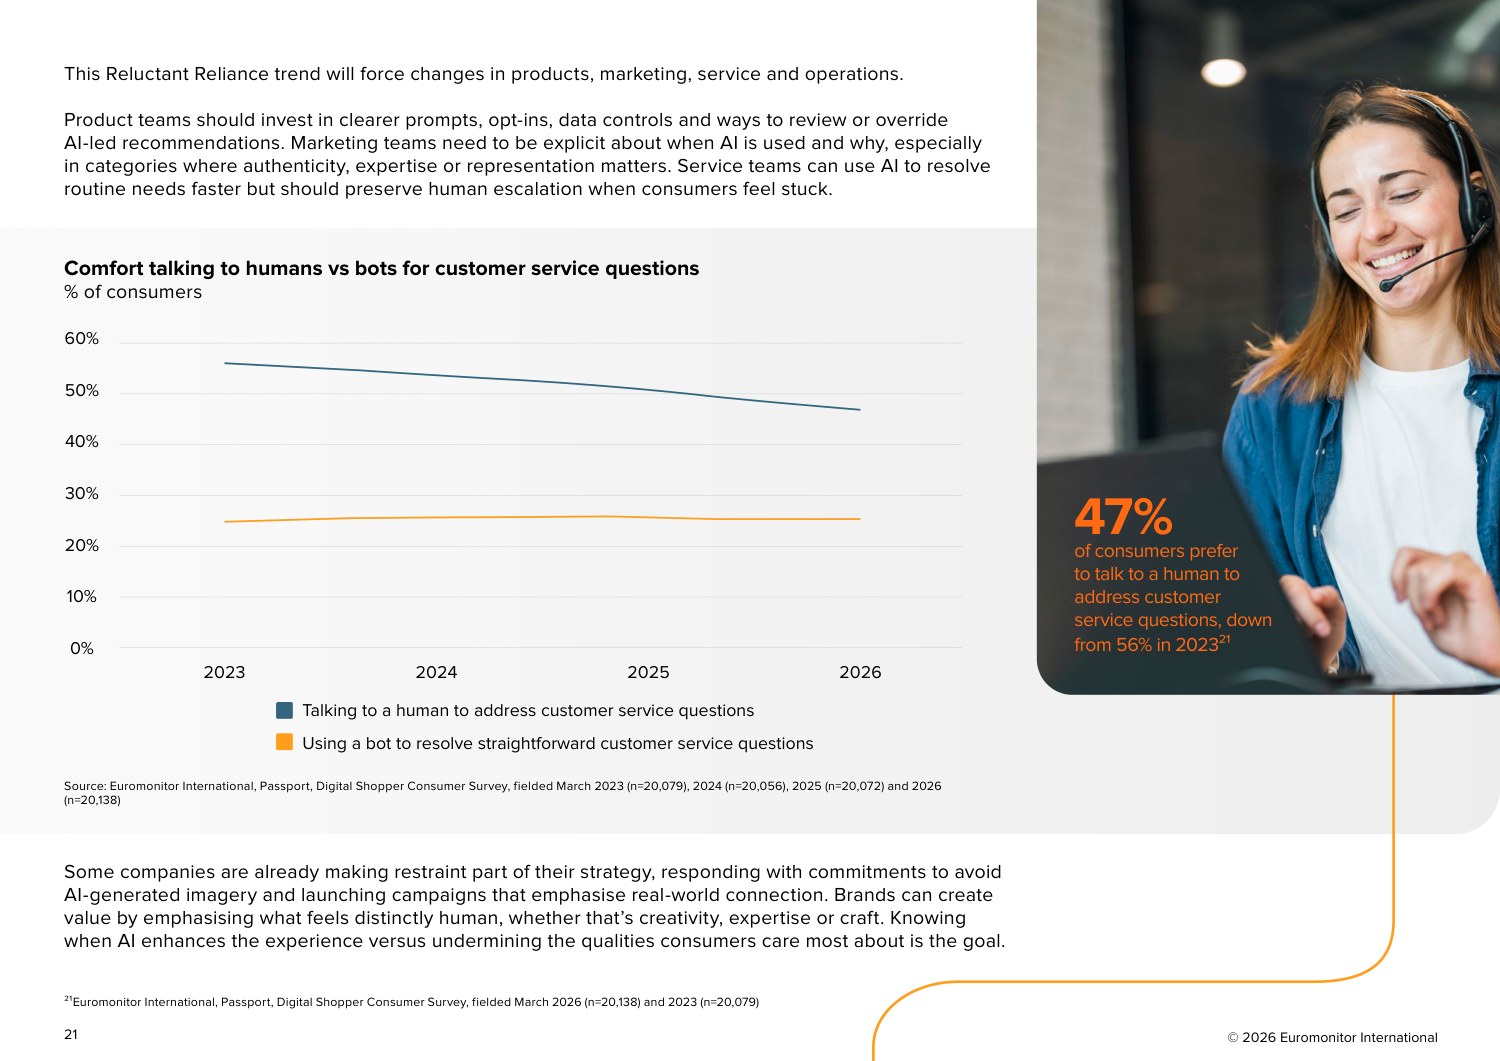 This Reluctant Reliance trend will force changes in products, marketing, service and operations.
Product teams should invest in clearer prompts, opt-ins, data controls and ways to review or override
AI-led recommendations. Marketing teams need to be explicit about when AI is used and why, especially
in categories where authenticity, expertise or representation matters. Service teams can use AI to resolve
routine needs faster but should preserve human escalation when consumers feel stuck.
Comfort talking to humans vs bots for customer service questions
% of consumers
60%
50%
40%
30%
20%
10%
0%
2023 2024 2025 2026
Talking to a human to address customer service questions
Using a bot to resolve straightforward customer service questions
Source: Euromonitor International, Passport, Digital Shopper Consumer Survey, fielded March 2023 (n=20,079), 2024 (n=20,056), 2025 (n=20,072) and 2026
(n=20,138)
47%
of consumers prefer
to talk to a human to
address customer
service questions, down
from 56% in 2023²¹
Some companies are already making restraint part of their strategy, responding with commitments to avoid
AI-generated imagery and launching campaigns that emphasise real-world connection. Brands can create
value by emphasising what feels distinctly human, whether that’s creativity, expertise or craft. Knowing
when AI enhances the experience versus undermining the qualities consumers care most about is the goal.
²¹Euromonitor International, Passport, Digital Shopper Consumer Survey, fielded March 2026 (n=20,138) and 2023 (n=20,079)
21
© 2026 Euromonitor International